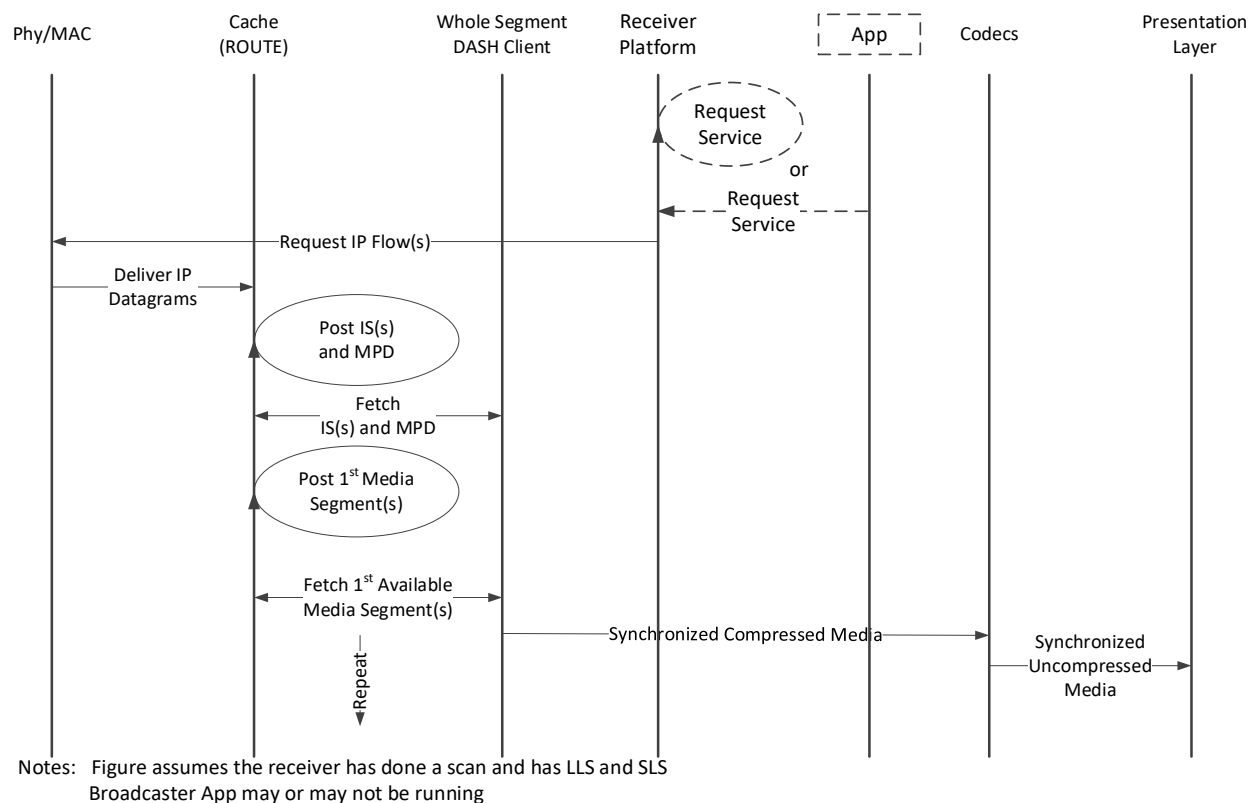 Phy/MAC
Cache
(ROUTE)
Whole Segment
DASH Client
Receiver
Platform
App
Codecs
Presentation
Layer
Request
Service
or
Request
Service
Request IP Flow(s)
Deliver IP
Datagrams
Post IS(s)
and MPD
Fetch
IS(s) and MPD
Post 1st Media
Segment(s)
Fetch 1st Available
Media Segment(s)
Synchronized Compressed Media
Synchronized
Uncompressed
Media
Repeat
Notes: Figure assumes the receiver has done a scan and has LLS and SLS
Broadcaster App may or may not be running